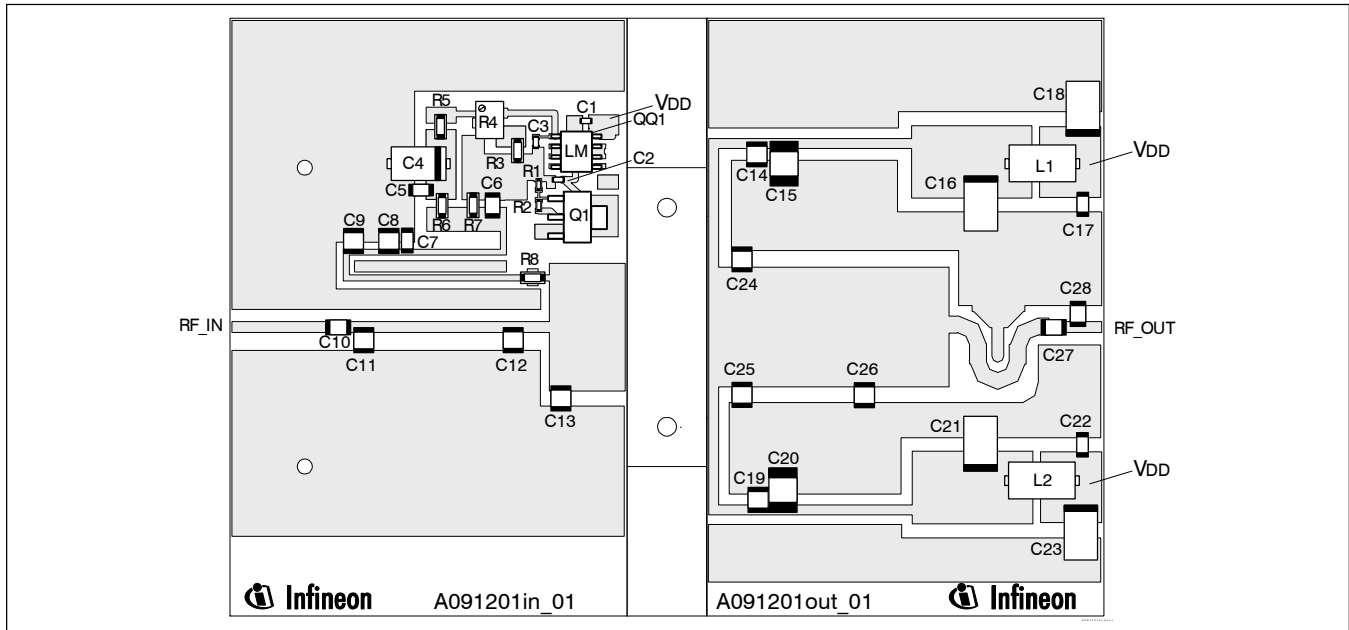 C18
R5
R4
C1
VDD
QQ1
C3
LM
R3
C4
C2
C14
C15
L1
VDD
C5
R1
C6
C16
R2
Q1
C17
R6
R7
C9
C8
C7
R8
C24
C28
RF_IN
RF_OUT
C10
C11
C12
C27
C13
C25
C26
C21
C22
C20
C19
L2
VDD
C23
Infineon
A091201in_01
A091201out_01
Infineon